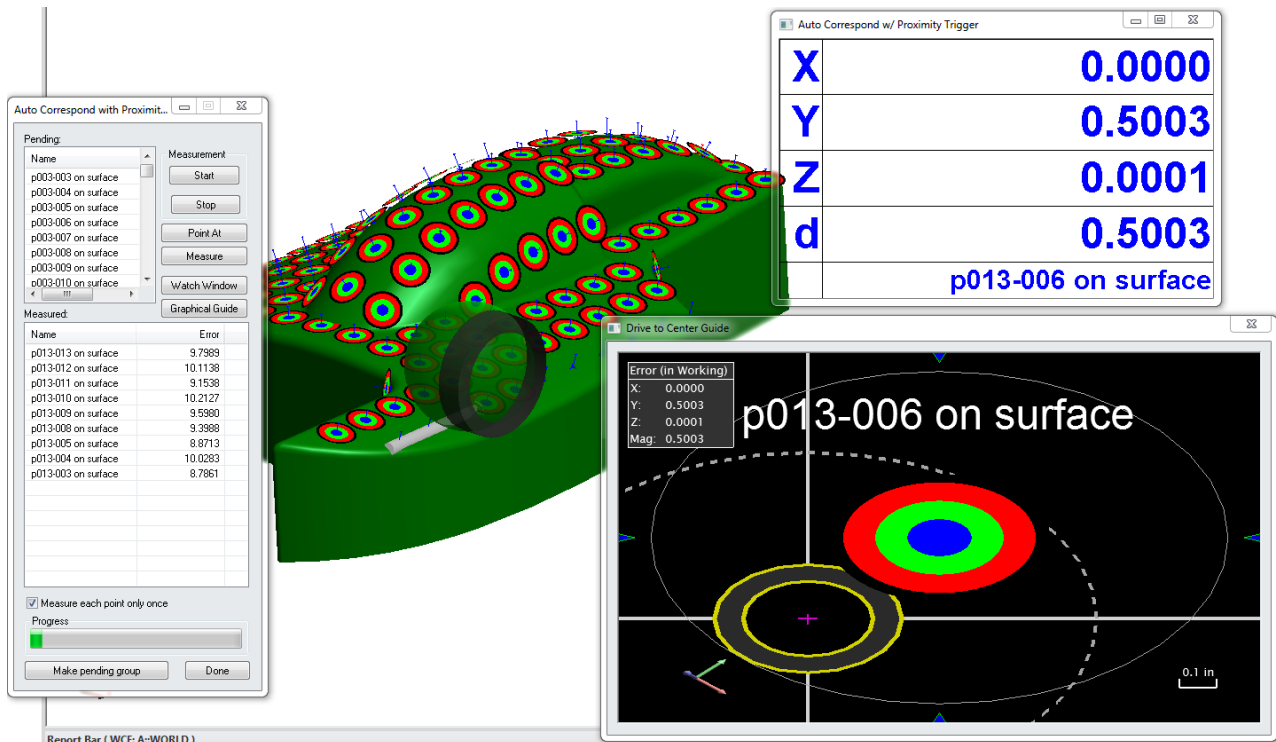 Auto Correspond w/ Proximity Trigger
X 0.0000
Y 0.5003
Z 0.0001
d 0.5003
p013-006 on surface
Auto Correspond with Proximit...
Pending:
Name
p003-003 on surface
p003-004 on surface
p003-005 on surface
p003-006 on surface
p003-007 on surface
p003-008 on surface
p003-009 on surface
p003-010 on surface
Measurement
Start
Stop
Point At
Measure
Watch Window
Graphical Guide
Measured:
Name Error
p013-013 on surface 9.7989
p013-012 on surface 10.1138
p013-011 on surface 9.1538
p013-010 on surface 10.2127
p013-009 on surface 9.5980
p013-008 on surface 9.3988
p013-005 on surface 8.8713
p013-004 on surface 10.0283
p013-003 on surface 8.7861
Measure each point only once
Progress
Make pending group
Done
Drive to Center Guide
Error (in Working)
X: 0.0000
Y: 0.5003
Z: 0.0001
Mag: 0.5003
p013-006 on surface
0.1 in
Report Bar ( WCF: A::WORLD )